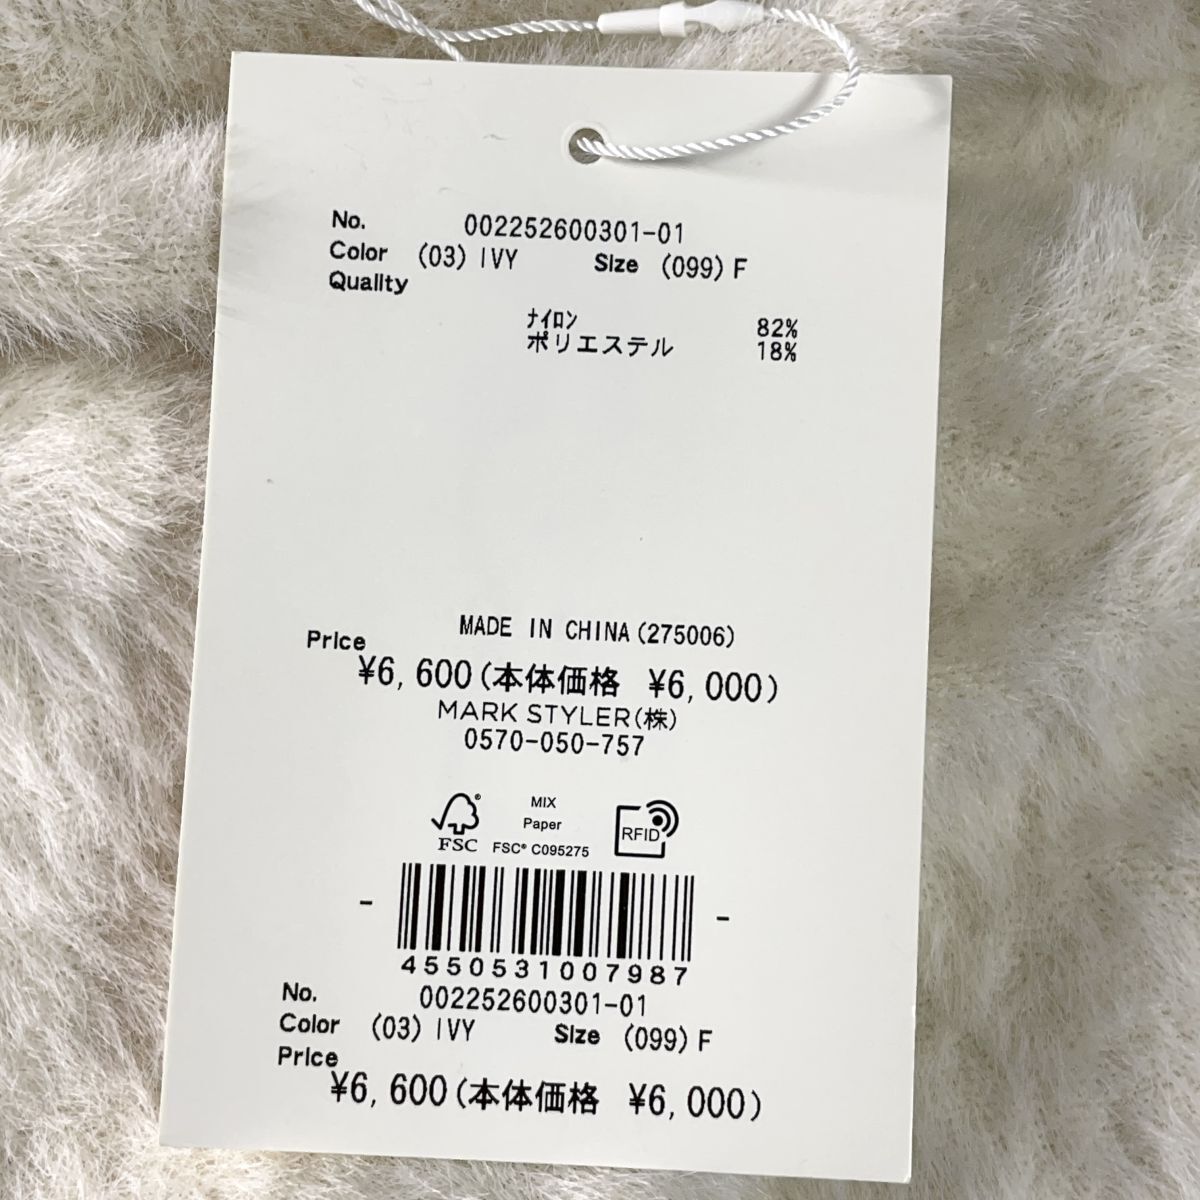 No. 002252600301-01
Color (03) IVY Size (099) F
Quality
ﾅｲﾛﾝ 82%
ポリエステル 18%
MADE IN CHINA(275006)
Price
¥6,600(本体価格 ¥6,000)
MARK STYLER(株)
0570-050-757
MIX
Paper
FSC® C095275
FSC
RFID
4550531007987
No. 002252600301-01
Color (03) IVY Size (099) F
Price
¥6,600(本体価格 ¥6,000)